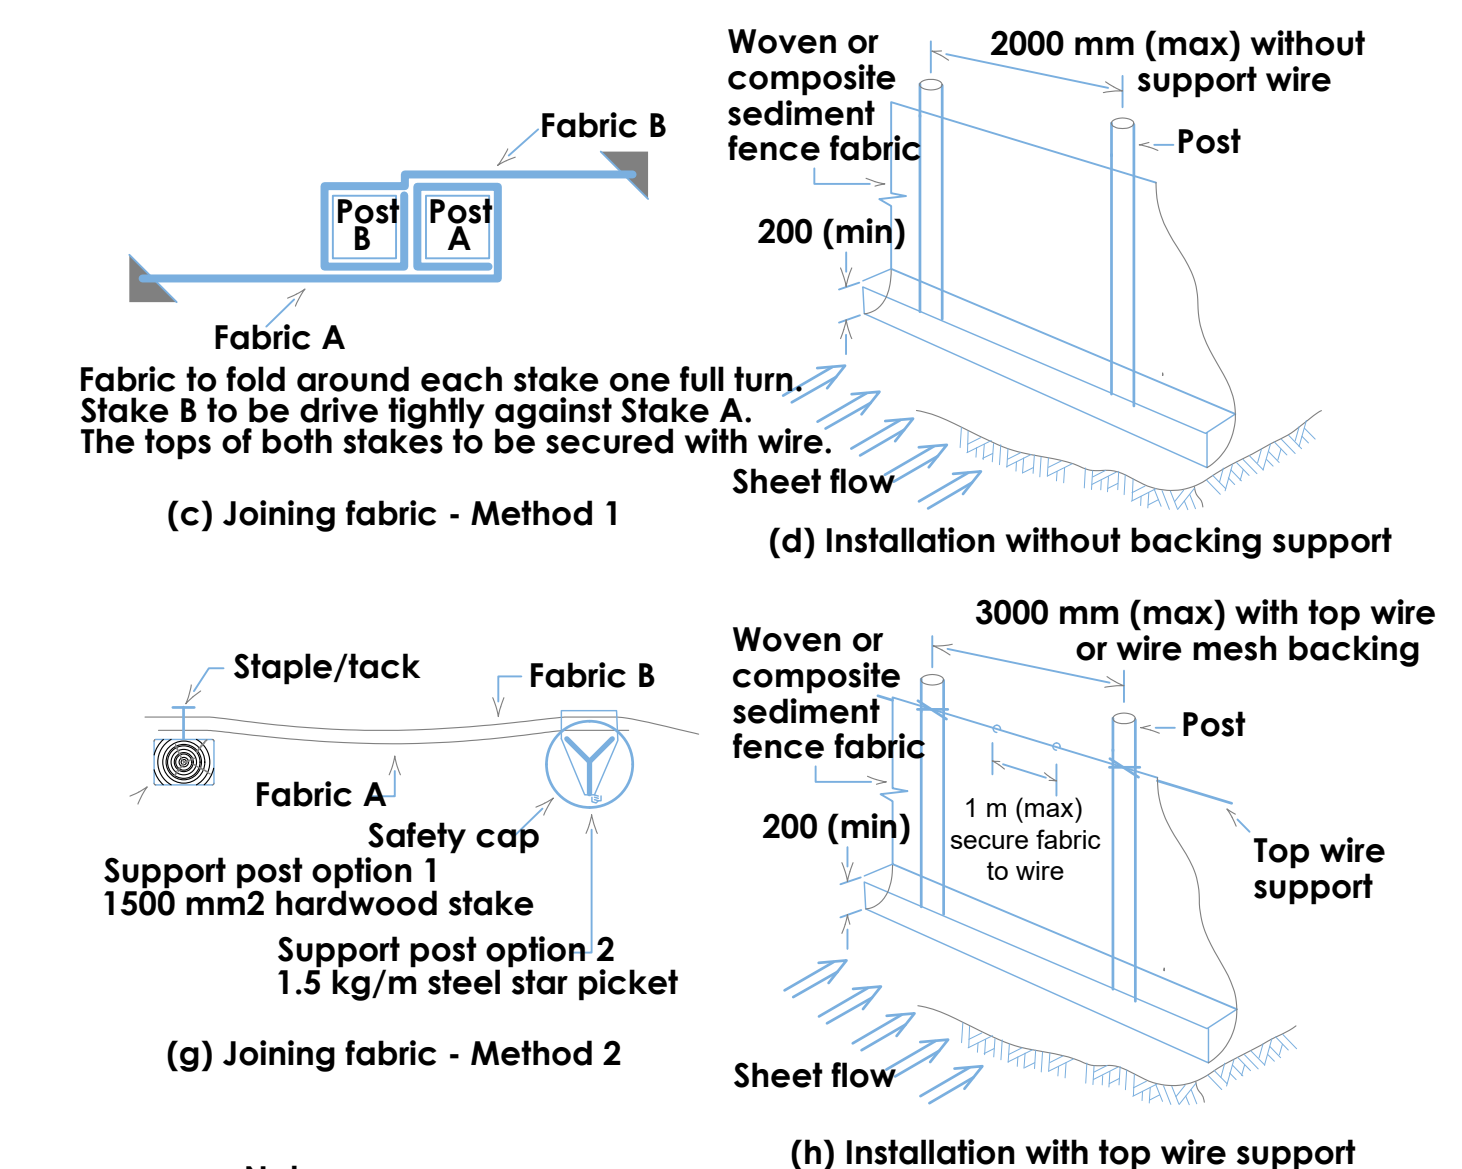 Fabric B
Post
B
Post
A
Fabric A
Fabric to fold around each stake one full turn.
Stake B to be drive tightly against Stake A.
The tops of both stakes to be secured with wire.
(c) Joining fabric - Method 1
Woven or
composite
sediment
fence fabric
2000 mm (max) without
support wire
Post
200 (min)
Sheet flow
(d) Installation without backing support
Staple/tack
Fabric B
Fabric A
Safety cap
Support post option 1
1500 mm2 hardwood stake
Support post option 2
1.5 kg/m steel star picket
(g) Joining fabric - Method 2
3000 mm (max) with top wire
or wire mesh backing
Woven or
composite
sediment
fence fabric
Post
200 (min)
1 m (max)
secure fabric
to wire
Top wire
support
Sheet flow
(h) Installation with top wire support